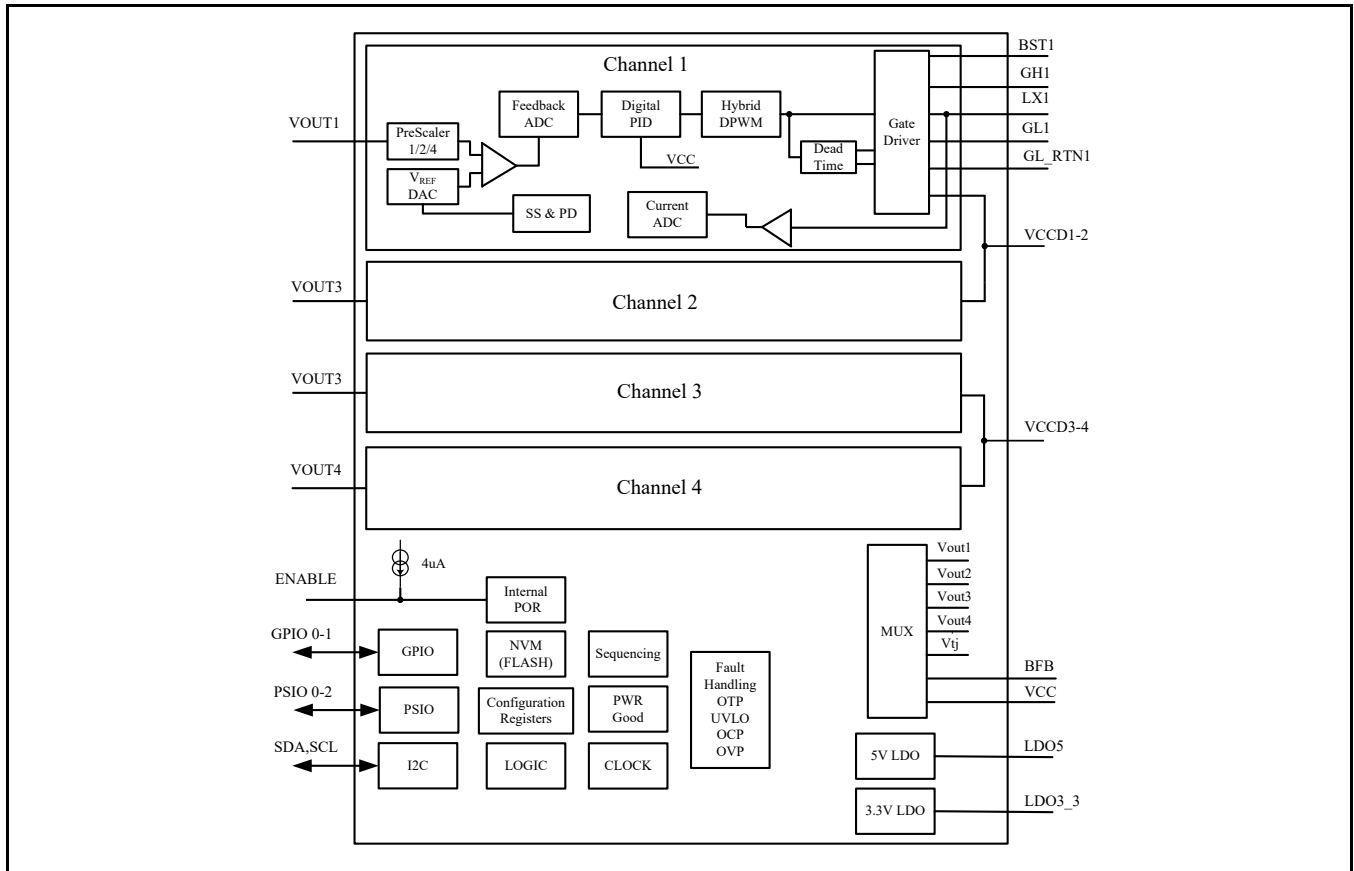 Channel 1
BST1
GH1
LX1
GL1
GL_RTN1
VOUT1
PreScaler
1/2/4
VREF
DAC
Feedback
ADC
Digital
PID
Hybrid
DPWM
VCC
Dead
Time
Gate
Driver
SS & PD
Current
ADC
VCCD1-2
VOUT3
Channel 2
VOUT3
Channel 3
VCCD3-4
VOUT4
Channel 4
4uA
ENABLE
Internal
POR
GPIO 0-1
GPIO
NVM
(FLASH)
Sequencing
PSIO 0-2
PSIO
Configuration
Registers
PWR
Good
SDA,SCL
I2C
LOGIC
CLOCK
Fault
Handling
OTP
UVLO
OCP
OVP
MUX
Vout1
Vout2
Vout3
Vout4
Vtj
BFB
VCC
5V LDO
LDO5
3.3V LDO
LDO3_3